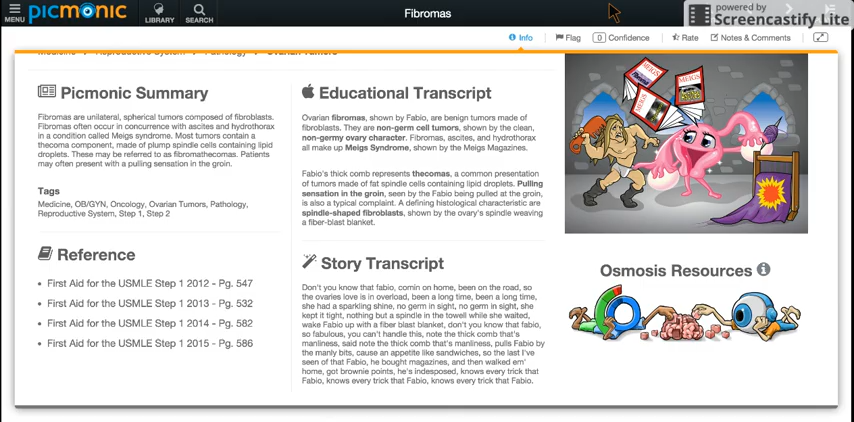 MENU
picmonic
LIBRARY
SEARCH
Fibromas
powered by
Screencastify Lite
Info
Flag
0 Confidence
Rate
Notes & Comments
Medicine > Reproductive System > Pathology > Ovarian Tumors
Picmonic Summary
Fibromas are unilateral, spherical tumors composed of fibroblasts.
Fibromas often occur in concurrence with ascites and hydrothorax
in a condition called Meigs syndrome. Most tumors contain a
thecoma component, made of plump spindle cells containing lipid
droplets. These may be referred to as fibromathecomas. Patients
may often present with a pulling sensation in the groin.
Tags
Medicine, OB/GYN, Oncology, Ovarian Tumors, Pathology,
Reproductive System, Step 1, Step 2
Reference
First Aid for the USMLE Step 1 2012 - Pg. 547
First Aid for the USMLE Step 1 2013 - Pg. 532
First Aid for the USMLE Step 1 2014 - Pg. 582
First Aid for the USMLE Step 1 2015 - Pg. 586
Educational Transcript
Ovarian fibromas, shown by Fabio, are benign tumors made of
fibroblasts. They are non-germ cell tumors, shown by the clean,
non-germy ovary character. Fibromas, ascites, and hydrothorax
all make up Meigs Syndrome, shown by the Meigs Magazines.
Fabio's thick comb represents thecomas, a common presentation
of tumors made of fat spindle cells containing lipid droplets. Pulling
sensation in the groin, seen by the Fabio being pulled at the groin,
is also a typical complaint. A defining histological characteristic are
spindle-shaped fibroblasts, shown by the ovary's spindle weaving
a fiber-blast blanket.
Story Transcript
Don't you know that fabio, comin on home, been on the road, so
the ovaries love is in overload, been a long time, been a long time,
she had a sparkling shine, no germ in sight, no germ in sight, she
kept it tight, nothing but a spindle in the towell while she waited,
wake Fabio up with a fiber blast blanket, don't you know that fabio,
so fabulous, you can't handle this, note the thick comb that's
manliness, said note the thick comb that's manliness, pulls Fabio by
the manly bits, cause an appetite like sandwiches, so the last I've
seen of that Fabio, he bought magazines, and then walked em'
home, got brownie points, he's indesposed, knows every trick that
Fabio, knows every trick that Fabio, knows every trick that Fabio.
MEIGS
MEIGS
MEIGS
Osmosis Resources